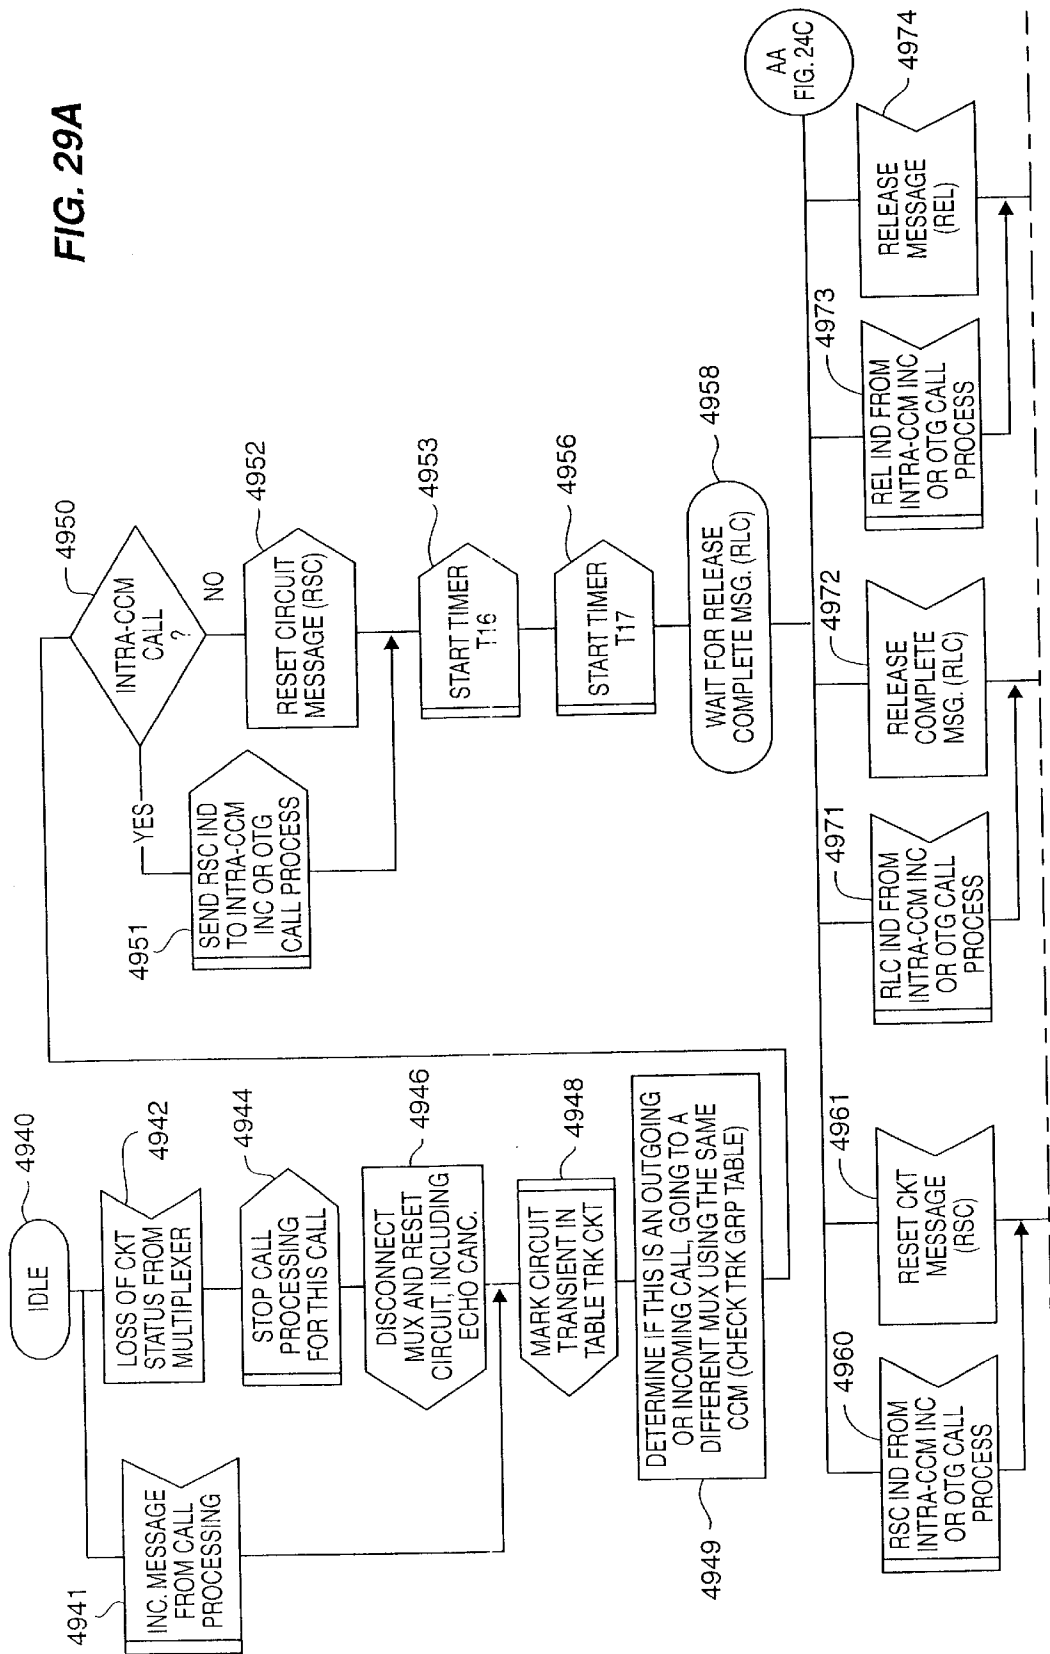 FIG. 29A
IDLE
4940
INC. MESSAGE
FROM CALL
PROCESSING
4941
LOSS OF CKT
STATUS FROM
MULTIPLEXER
4942
STOP CALL
PROCESSING
FOR THIS CALL
4944
DISCONNECT
MUX AND RESET
CIRCUIT, INCLUDING
ECHO CANC.
4946
MARK CIRCUIT
TRANSIENT IN
TABLE TRK CKT
4948
DETERMINE IF THIS IS AN OUTGOING
OR INCOMING CALL, GOING TO A
DIFFERENT MUX USING THE SAME
CCM (CHECK TRK GRP TABLE)
4949
INTRA-CCM
CALL
?
4950
YES
NO
SEND RSC IND
TO INTRA-CCM
INC OR OTG
CALL PROCESS
4951
RESET CIRCUIT
MESSAGE (RSC)
4952
START TIMER
T16
4953
START TIMER
T17
4956
WAIT FOR RELEASE
COMPLETE MSG. (RLC)
4958
AA
FIG. 24C
RSC IND FROM
INTRA-CCM INC
OR OTG CALL
PROCESS
4960
RESET CKT
MESSAGE
(RSC)
4961
RLC IND FROM
INTRA-CCM INC
OR OTG CALL
PROCESS
4971
RELEASE
COMPLETE
MSG. (RLC)
4972
REL IND FROM
INTRA-CCM INC
OR OTG CALL
PROCESS
4973
RELEASE
MESSAGE
(REL)
4974